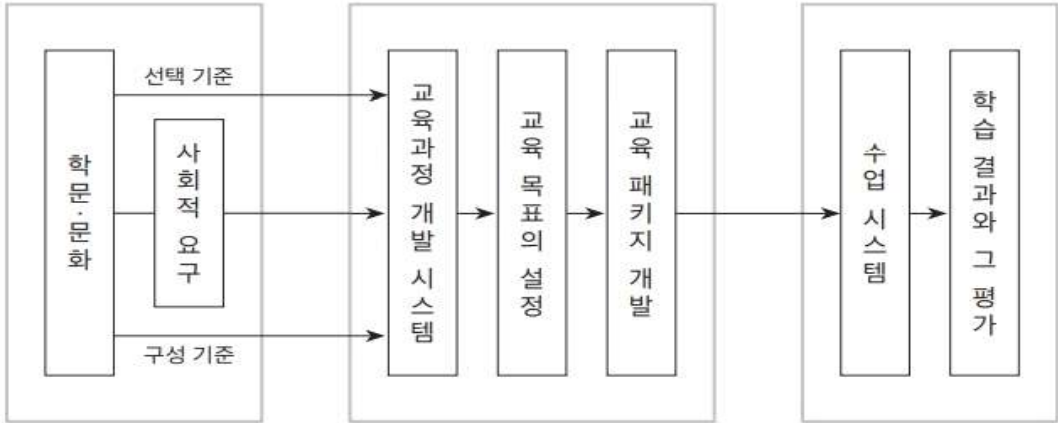 학문·문화
선택 기준
사회적 요구
구성 기준
교육과정 개발 시스템
교육 목표의 설정
교육 패키지 개발
수업 시스템
학습 결과와 그 평가